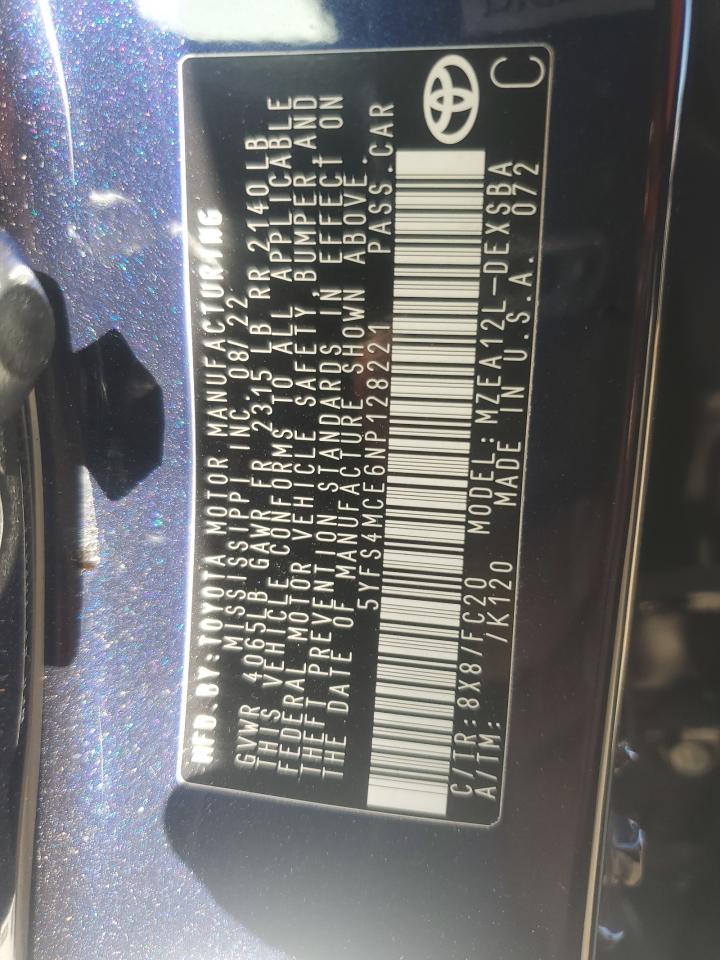 MFD.BY:TOYOTA MOTOR MANUFACTURING
MISSISSIPPI INC. 08/22
GVWR 4065LB GAWR FR 2315 LB RR 2140LB
THIS VEHICLE CONFORMS TO ALL APPLICABLE
FEDERAL MOTOR VEHICLE SAFETY, BUMPER AND
THEFT PREVENTION STANDARDS IN EFFECT ON
THE DATE OF MANUFACTURE SHOWN ABOVE.
5YFS4MCE6NP128221 PASS.CAR
C/TR:8X8/FC20 MODEL:MZEA12L-DEXSBA
A/TM: /K120 MADE IN U.S.A. 072 C